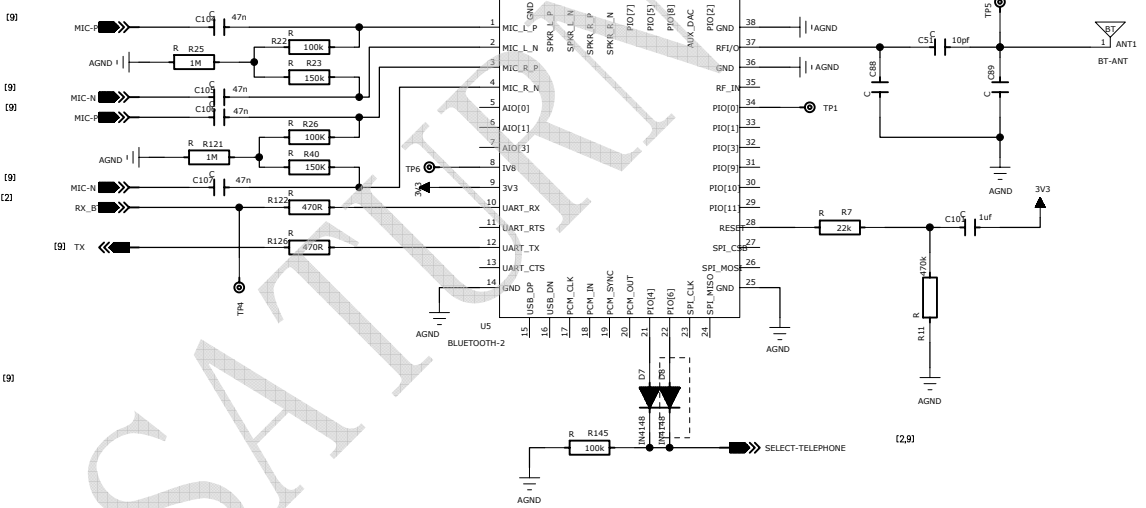 [9]
MIC-P
C104
C
47n
R22
R
100k
R
R25
1M
AGND
R
R23
150k
[9]
MIC-N
C105
C
47n
[9]
MIC-P
C106
C
47n
R
R26
100K
AGND
R
R121
1M
R
R40
150K
[9]
MIC-N
C107
C
47n
[2]
RX_B
R122
R
470R
[9]
TX
R126
R
470R
TP4
TP6
3V3
AGND
1
MIC_L_P
2
MIC_L_N
3
MIC_R_P
4
MIC_R_N
5
AIO[0]
6
AIO[1]
7
AIO[3]
8
IV8
9
3V3
10
UART_RX
11
UART_RTS
12
UART_TX
13
UART_CTS
14
GND
GND
SPKR_L_P
SPKR_L_N
SPKR_R_P
SPKR_R_N
PIO[7]
PIO[5]
PIO[8]
AUX_DAC
PIO[2]
GND
38
AGND
RFI/O
37
GND
36
AGND
RF_IN
35
PIO[0]
34
TP1
PIO[1]
33
PIO[3]
32
PIO[9]
31
PIO[10]
30
PIO[11]
29
RESET
28
SPI_CSB
27
SPI_MOSI
26
GND
25
USB_DP
USB_DN
PCM_CLK
PCM_IN
PCM_SYNC
PCM_OUT
PIO[4]
PIO[6]
SPI_CLK
SPI_MISO
15
16
17
18
19
20
21
22
23
24
U5
BLUETOOTH-2
AGND
TP5
C51
C
10pf
C88
C
C89
C
AGND
BT
1
ANT1
BT-ANT
R
R7
22k
C101
C
1uf
3V3
470k
R
R11
AGND
D7
D8
IN4148
IN4148
R
R145
100k
SELECT-TELEPHONE
AGND
[9]
[2,9]
SATURN